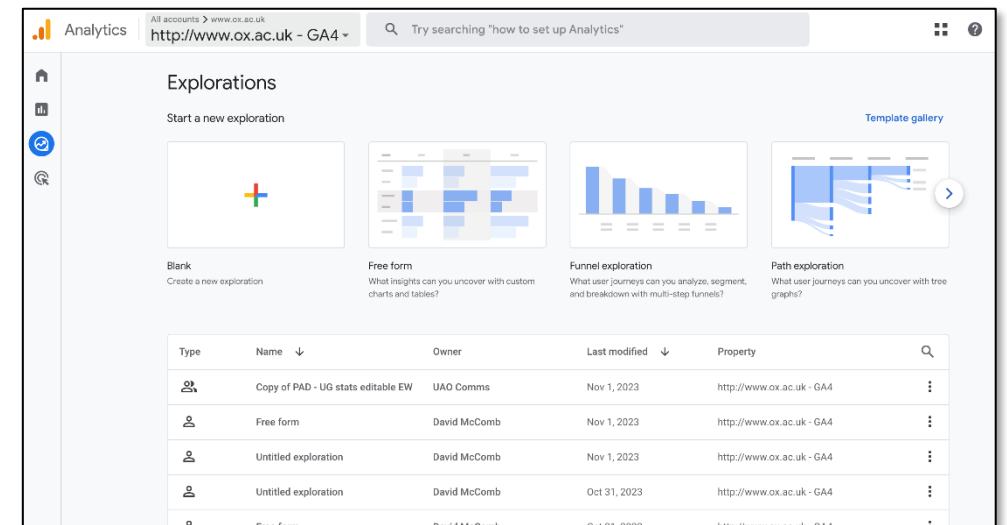 Analytics
All accounts > www.ox.ac.uk
http://www.ox.ac.uk - GA4
Try searching "how to set up Analytics"
Explorations
Start a new exploration
Template gallery
Blank
Create a new exploration
Free form
What insights can you uncover with custom
charts and tables?
Funnel exploration
What user journeys can you analyze, segment,
and breakdown with multi-step funnels?
Path exploration
What user journeys can you uncover with tree
graphs?
Type Name Owner Last modified Property
Copy of PAD - UG stats editable EW UAO Comms Nov 1, 2023 http://www.ox.ac.uk - GA4
Free form David McComb Nov 1, 2023 http://www.ox.ac.uk - GA4
Untitled exploration David McComb Nov 1, 2023 http://www.ox.ac.uk - GA4
Untitled exploration David McComb Oct 31, 2023 http://www.ox.ac.uk - GA4